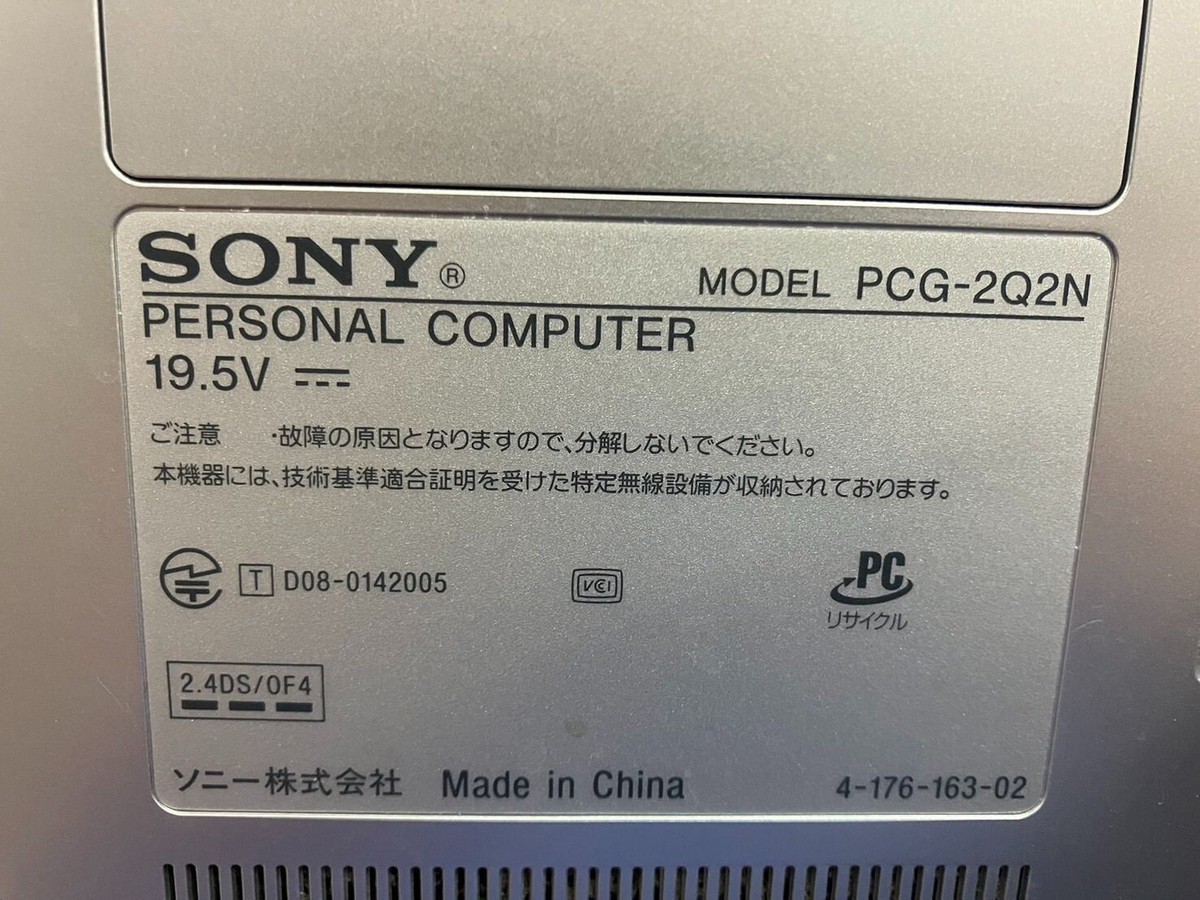 SONY®
MODEL PCG-2Q2N
PERSONAL COMPUTER
19.5V
ご注意 ・故障の原因となりますので、分解しないでください。
本機器には、技術基準適合証明を受けた特定無線設備が収納されております。
T D08-0142005
VCI
PC
リサイクル
2.4DS/OF4
ソニー株式会社 Made in China 4-176-163-02